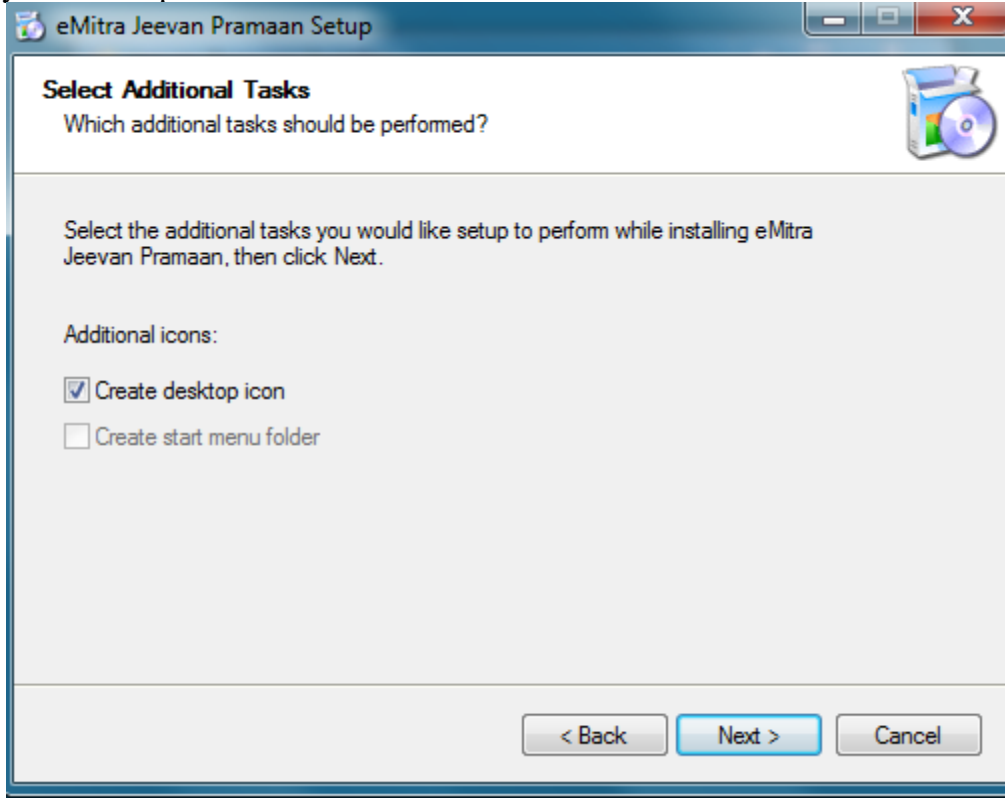 eMitra Jeevan Pramaan Setup
Select Additional Tasks
Which additional tasks should be performed?
Select the additional tasks you would like setup to perform while installing eMitra
Jeevan Pramaan, then click Next.
Additional icons:
Create desktop icon
Create start menu folder
< Back
Next >
Cancel